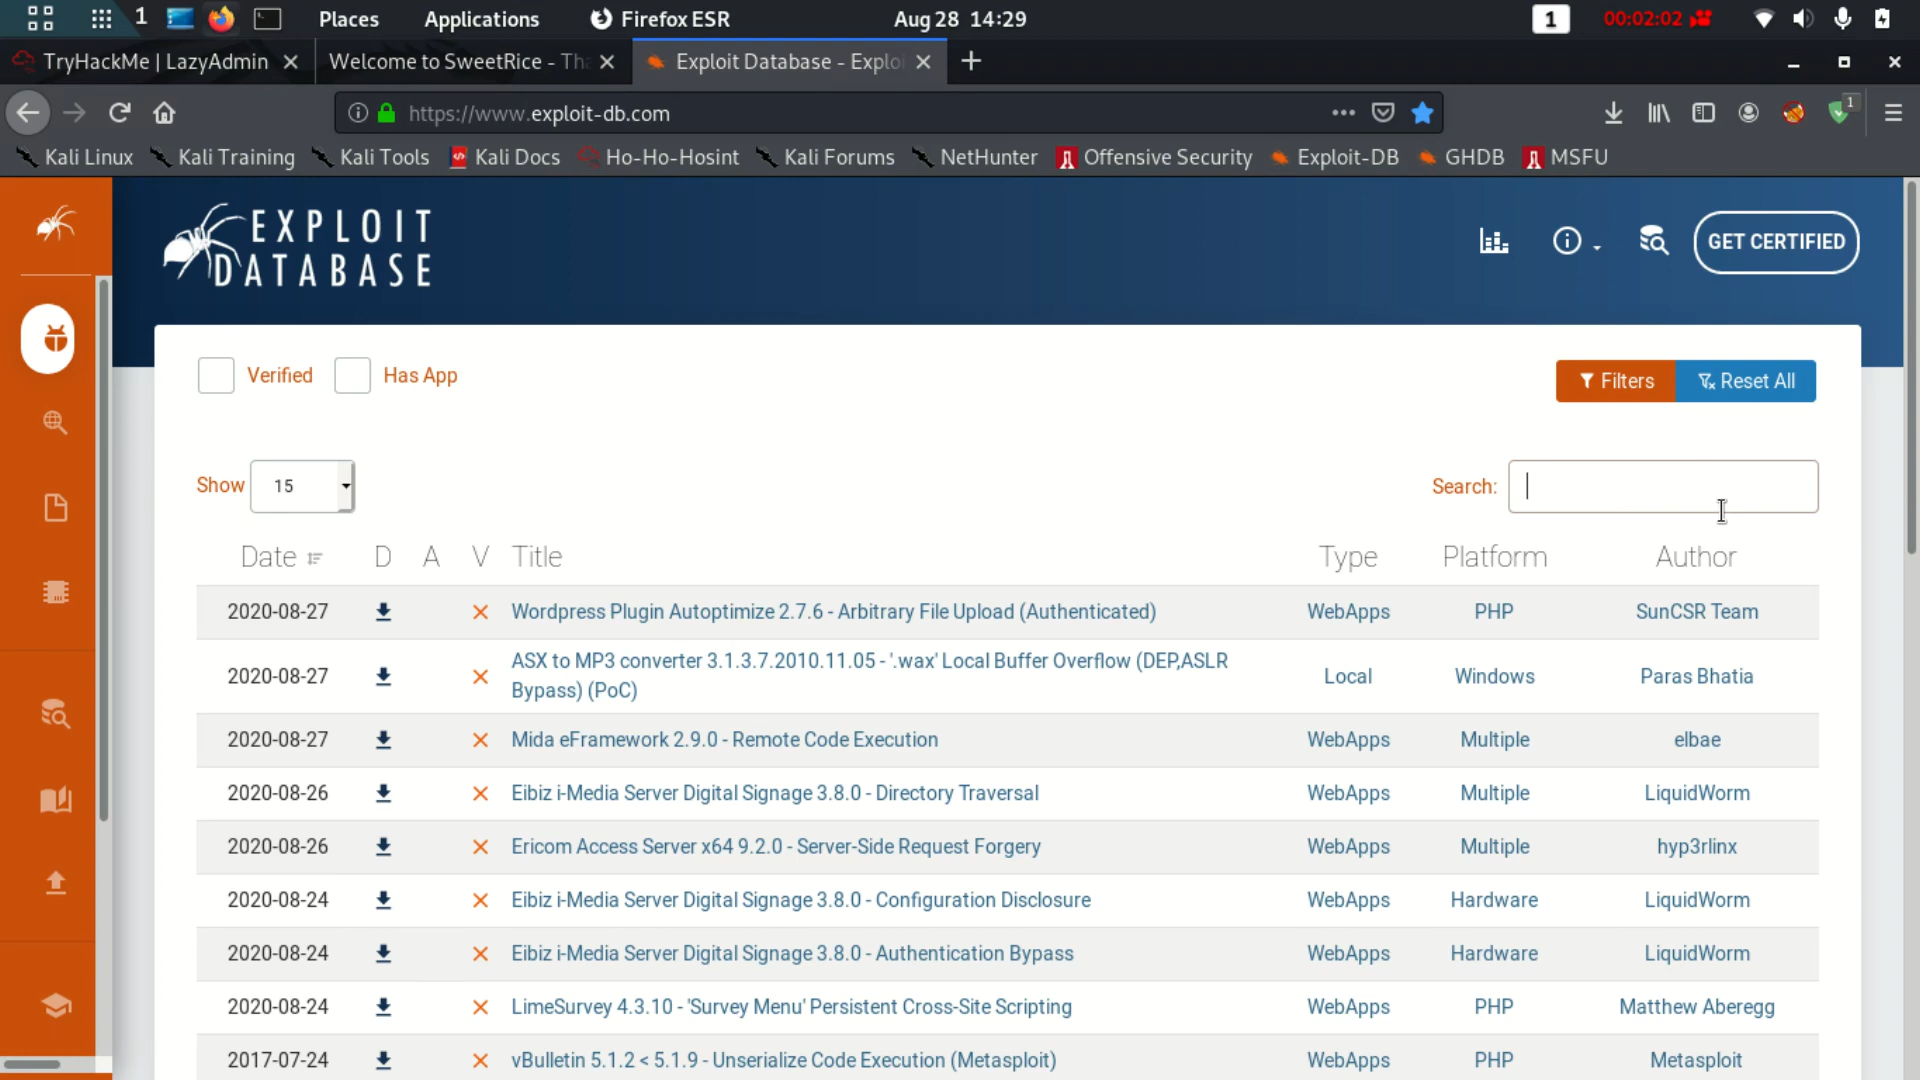 1 Places Applications Firefox ESR Aug 28 14:29 1 00:02:02
TryHackMe | LazyAdmin Welcome to SweetRice - Tha Exploit Database - Exploi
https://www.exploit-db.com 1
Kali Linux Kali Training Kali Tools Kali Docs Ho-Ho-Hosint Kali Forums NetHunter Offensive Security Exploit-DB GHDB MSFU
EXPLOIT
DATABASE
GET CERTIFIED
Verified Has App Filters Reset All
Show 15 Search:
Date D A V Title Type Platform Author
2020-08-27 Wordpress Plugin Autoptimize 2.7.6 - Arbitrary File Upload (Authenticated) WebApps PHP SunCSR Team
2020-08-27 ASX to MP3 converter 3.1.3.7.2010.11.05 - '.wax' Local Buffer Overflow (DEP,ASLR
Bypass) (PoC) Local Windows Paras Bhatia
2020-08-27 Mida eFramework 2.9.0 - Remote Code Execution WebApps Multiple elbae
2020-08-26 Eibiz i-Media Server Digital Signage 3.8.0 - Directory Traversal WebApps Multiple LiquidWorm
2020-08-26 Ericom Access Server x64 9.2.0 - Server-Side Request Forgery WebApps Multiple hyp3rlinx
2020-08-24 Eibiz i-Media Server Digital Signage 3.8.0 - Configuration Disclosure WebApps Hardware LiquidWorm
2020-08-24 Eibiz i-Media Server Digital Signage 3.8.0 - Authentication Bypass WebApps Hardware LiquidWorm
2020-08-24 LimeSurvey 4.3.10 - 'Survey Menu' Persistent Cross-Site Scripting WebApps PHP Matthew Aberegg
2017-07-24 vBulletin 5.1.2 < 5.1.9 - Unserialize Code Execution (Metasploit) WebApps PHP Metasploit